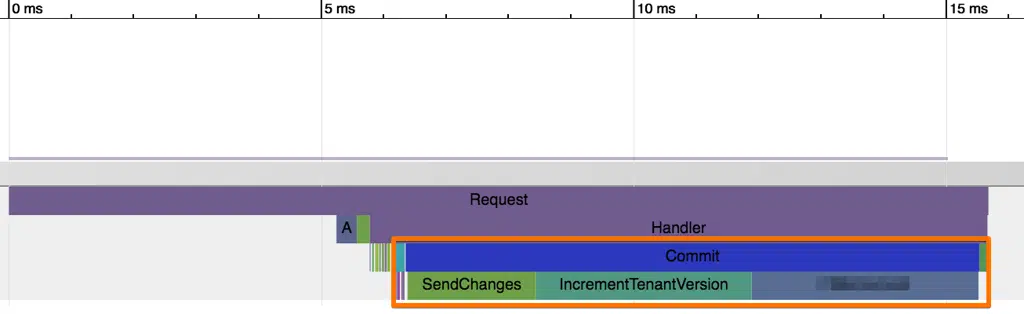 0 ms 5 ms 10 ms 15 ms
Request
A Handler
Commit
SendChanges IncrementTenantVersion